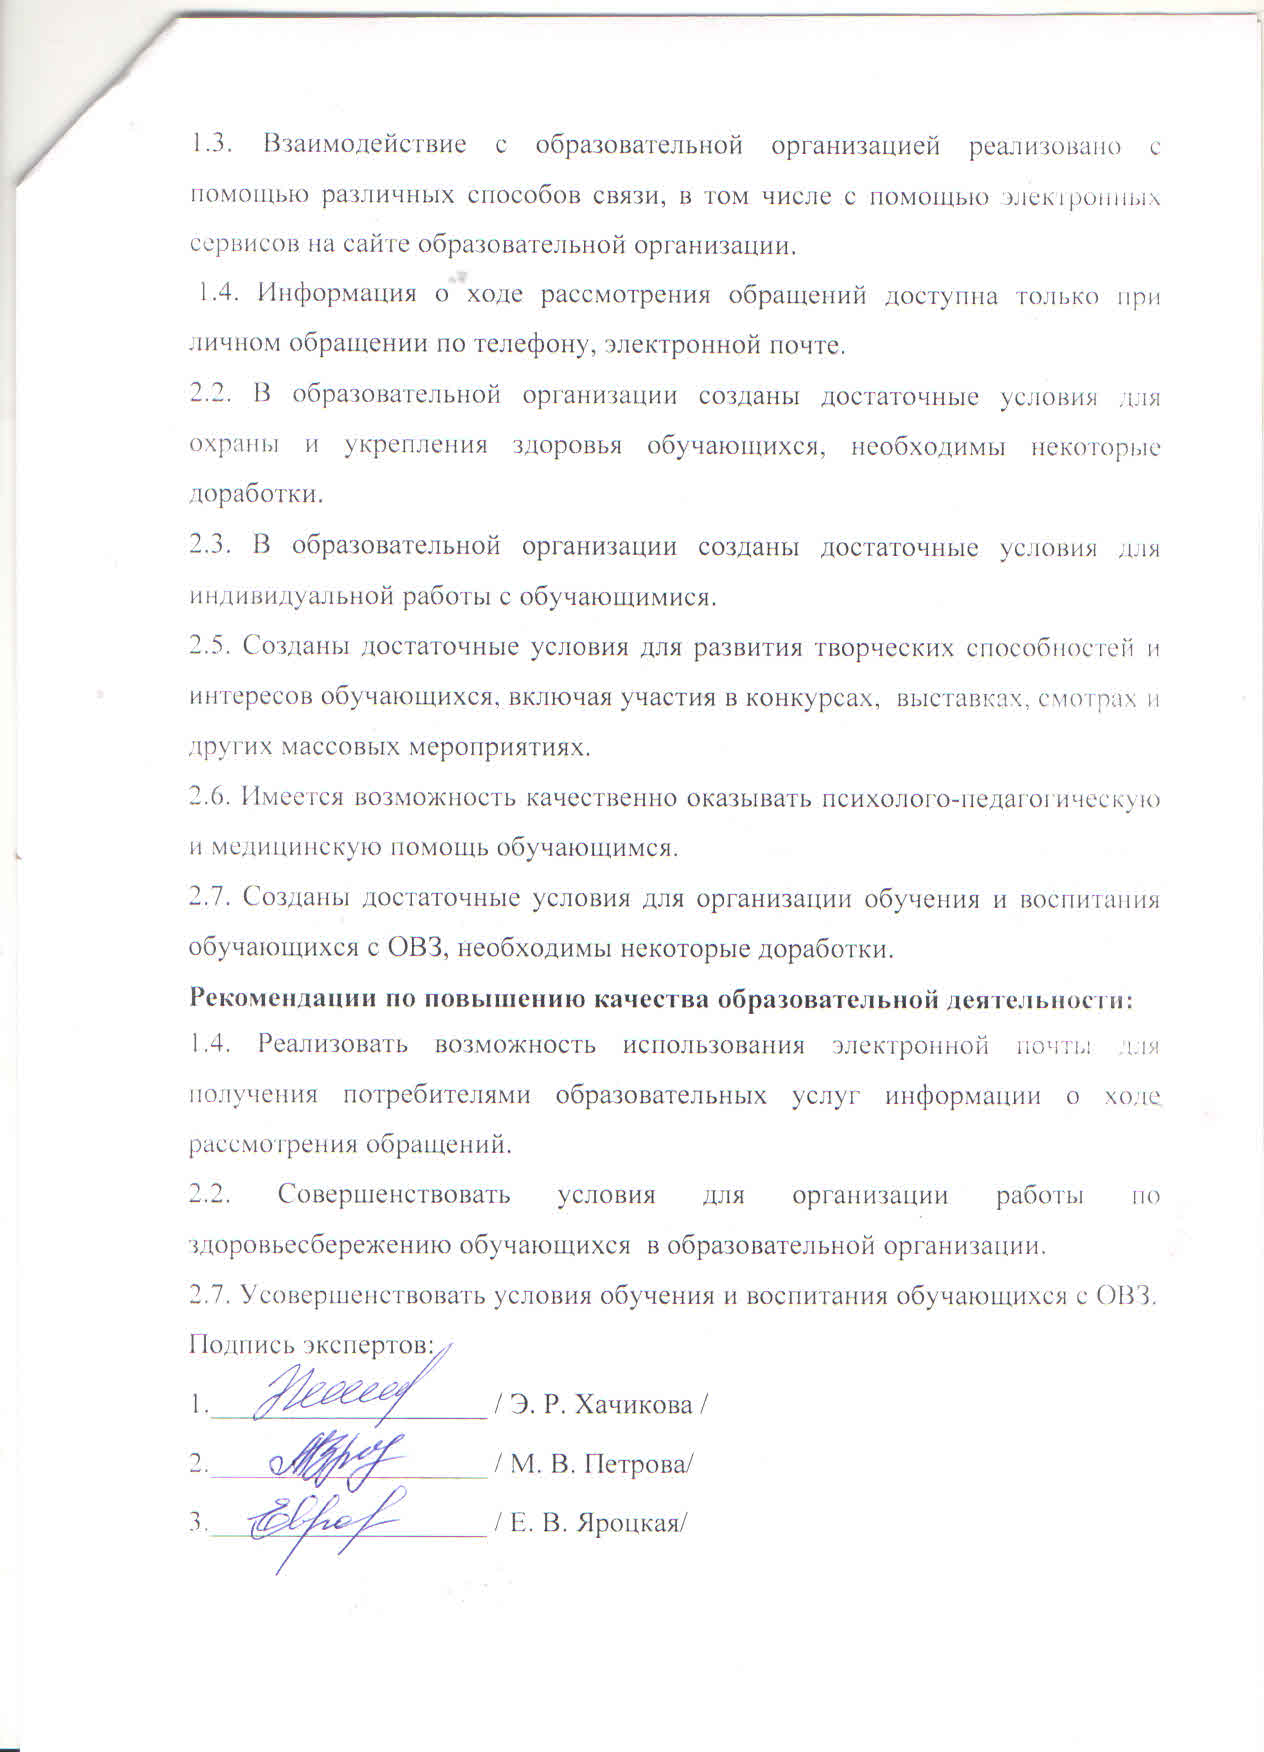 1.3. Взаимодействие с образовательной организацией реализовано с
помощью различных способов связи, в том числе с помощью электронных
сервисов на сайте образовательной организации.
1.4. Информация о ходе рассмотрения обращений доступна только при
личном обращении по телефону, электронной почте.
2.2. В образовательной организации созданы достаточные условия для
охраны и укрепления здоровья обучающихся, необходимы некоторые
доработки.
2.3. В образовательной организации созданы достаточные условия для
индивидуальной работы с обучающимися.
2.5. Созданы достаточные условия для развития творческих способностей и
интересов обучающихся, включая участия в конкурсах, выставках, смотрах и
других массовых мероприятиях.
2.6. Имеется возможность качественно оказывать психолого-педагогическую
и медицинскую помощь обучающимся.
2.7. Созданы достаточные условия для организации обучения и воспитания
обучающихся с ОВЗ, необходимы некоторые доработки.
Рекомендации по повышению качества образовательной деятельности:
1.4. Реализовать возможность использования электронной почты для
получения потребителями образовательных услуг информации о ходе
рассмотрения обращений.
2.2. Совершенствовать условия для организации работы по
здоровьесбережению обучающихся в образовательной организации.
2.7. Усовершенствовать условия обучения и воспитания обучающихся с ОВЗ.
Подпись экспертов:
1.____________________ / Э. Р. Хачикова /
2.____________________ / М. В. Петрова/
3.____________________ / Е. В. Яроцкая/